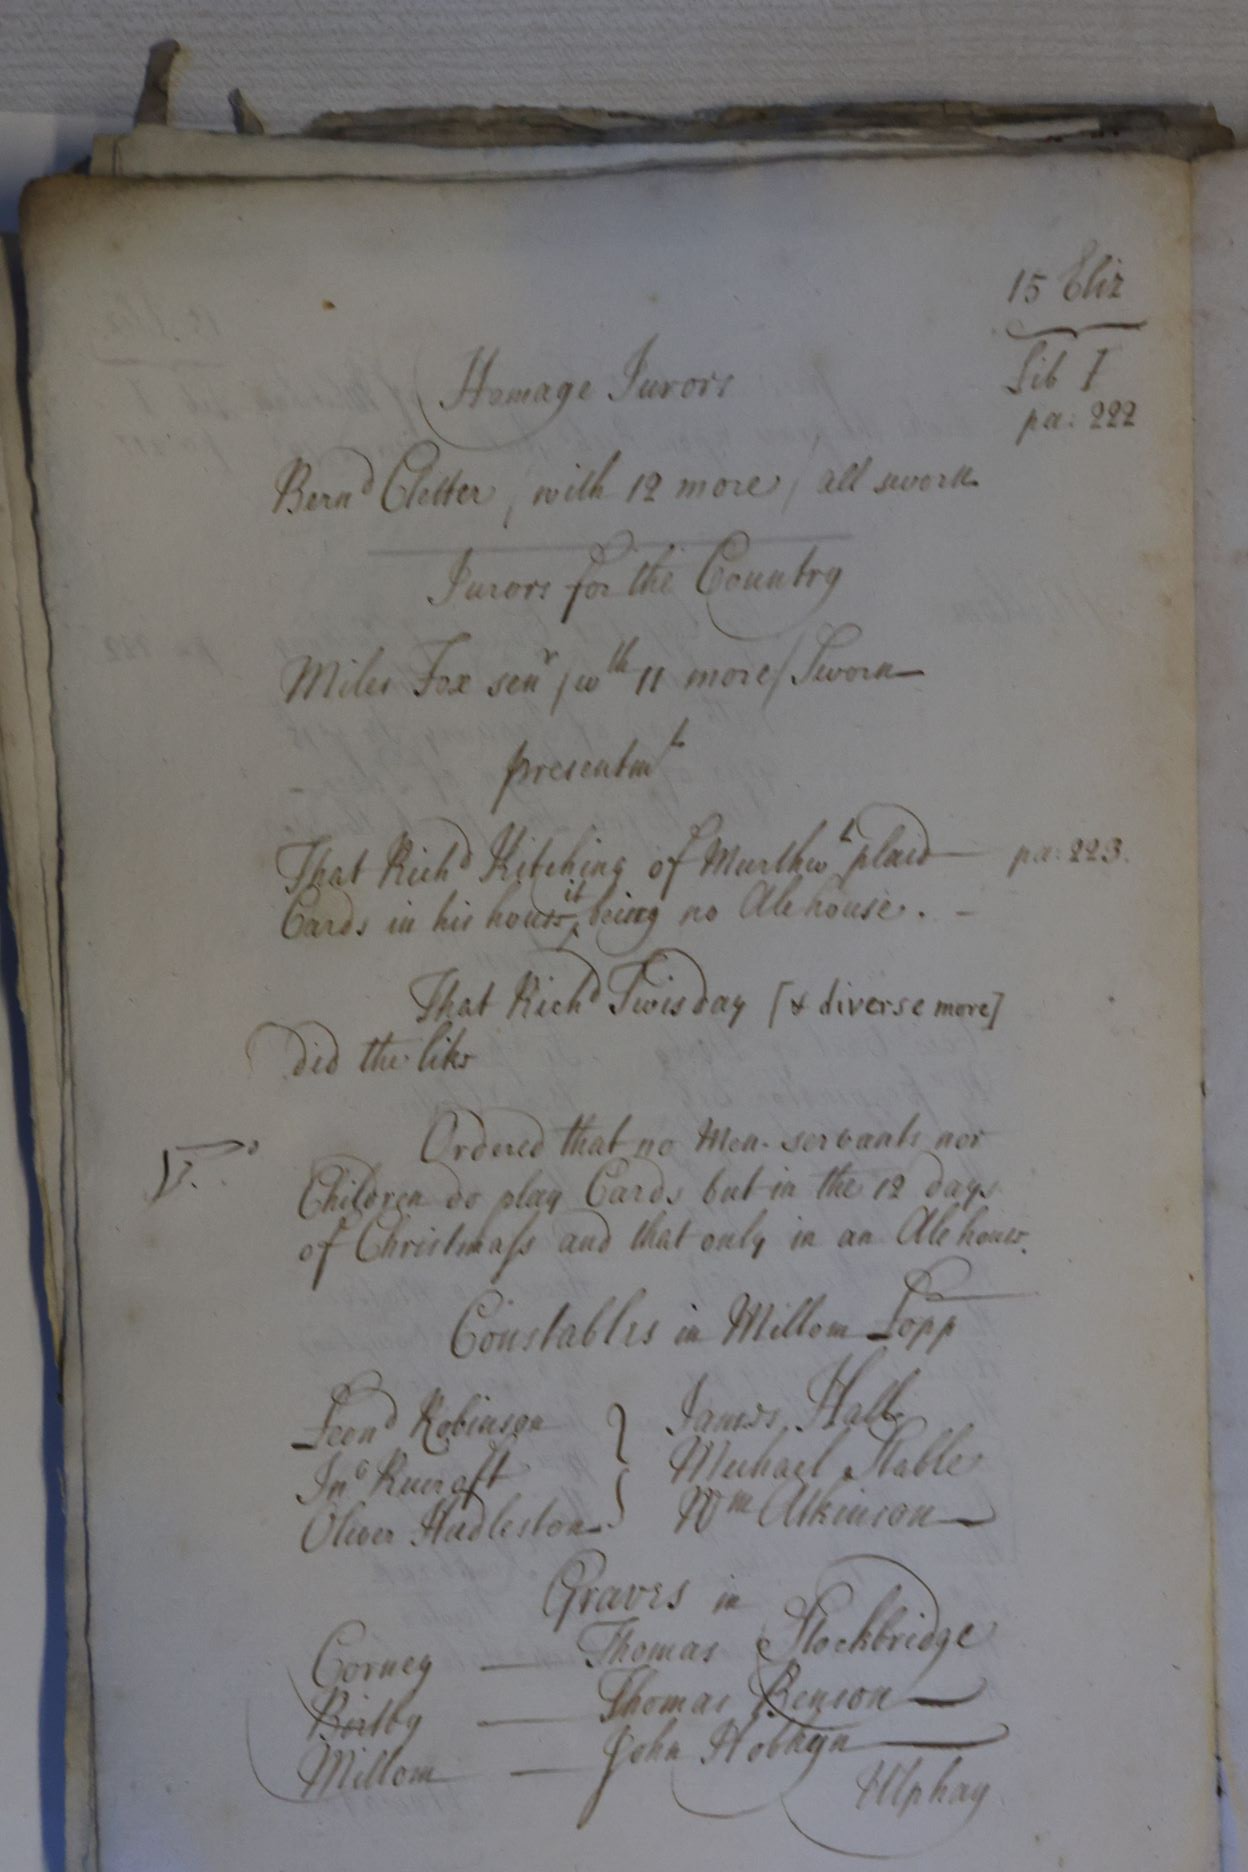 15 Eliz
Lib I
pa: 222
Homage Jurors
Bern^d Cletter, with 12 more / all sworn
Jurors for the Country
Miles Fox sen^r / w^th 11 more / Sworn
presentm^t
That Rich^d Kitching of Murthw^t plaid — pa: 223.
Cards in his house ^it being no Alehouse. -
That Rich^d Twisday [& diverse more]
did the like
Ordered that no Men-servants nor
Children do play Cards but in the 12 days
of Christmass and that only in an Alehouse.
Constables in Millom Lopp
Leon^d Robinson } James Hall
Jn^o Rucroft } Michael Stable
Oliver Hudleston } W^m Atkinson
Graves in
Corney — Thomas Stockbridge
Bootby — Thomas Benson
Millom — John Hobkyn
Ulphay